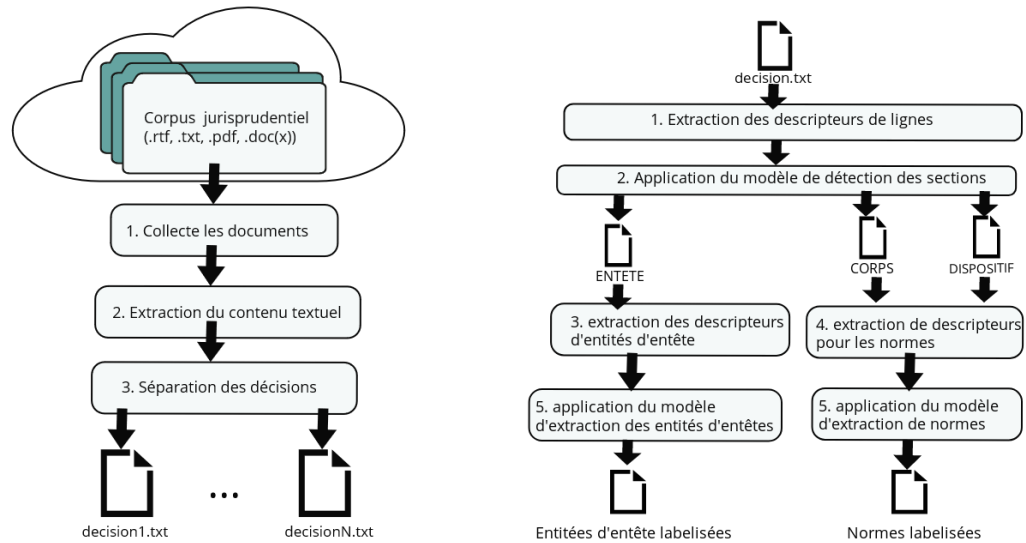 Corpus jurisprudentiel
(.rtf, .txt, .pdf, .doc(x))
1. Collecte les documents
2. Extraction du contenu textuel
3. Séparation des décisions
...
decision1.txt
decisionN.txt
decision.txt
1. Extraction des descripteurs de lignes
2. Application du modèle de détection des sections
ENTETE
CORPS
DISPOSITIF
3. extraction des descripteurs
d'entités d'entête
4. extraction de descripteurs
pour les normes
5. application du modèle
d'extraction des entités d'entêtes
5. application du modèle
d'extraction de normes
Entitées d'entête labelisées
Normes labelisées